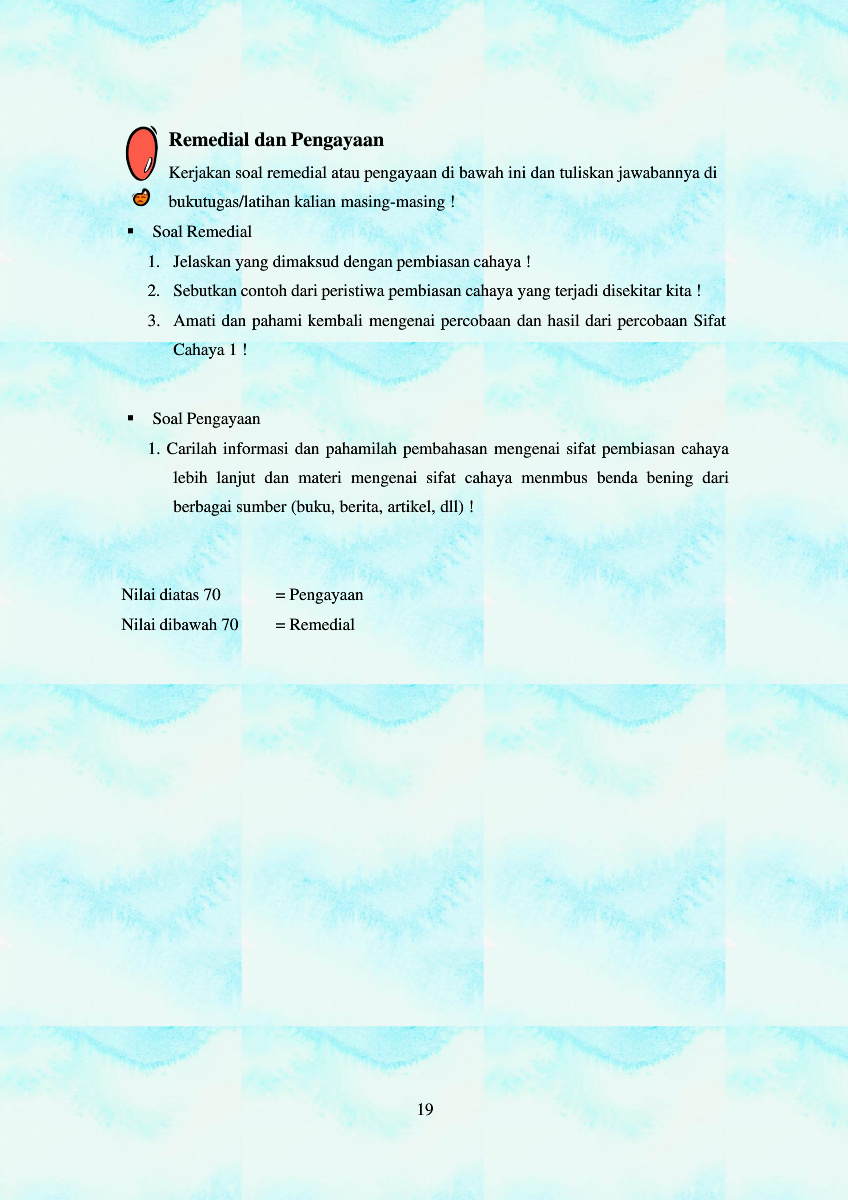 Remedial dan Pengayaan
Kerjakan soal remedial atau pengayaan di bawah ini dan tuliskan jawabannya di
bukutugas/latihan kalian masing-masing !
▪ Soal Remedial
1. Jelaskan yang dimaksud dengan pembiasan cahaya !
2. Sebutkan contoh dari peristiwa pembiasan cahaya yang terjadi disekitar kita !
3. Amati dan pahami kembali mengenai percobaan dan hasil dari percobaan Sifat
Cahaya 1 !
▪ Soal Pengayaan
1. Carilah informasi dan pahamilah pembahasan mengenai sifat pembiasan cahaya
lebih lanjut dan materi mengenai sifat cahaya menmbus benda bening dari
berbagai sumber (buku, berita, artikel, dll) !
Nilai diatas 70 = Pengayaan
Nilai dibawah 70 = Remedial
19